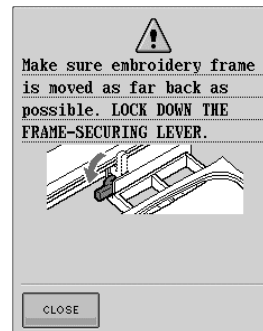 Make sure embroidery frame
is moved as far back as
possible. LOCK DOWN THE
FRAME-SECURING LEVER.
CLOSE